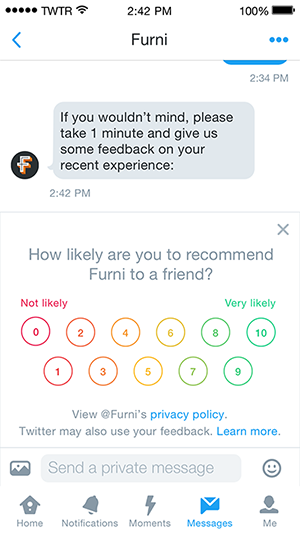 TWTR 2:42 PM 100%
Furni
2:34 PM
If you wouldn't mind, please
take 1 minute and give us
some feedback on your
recent experience:
2:42 PM
How likely are you to recommend
Furni to a friend?
Not likely Very likely
0 2 4 6 8 10
1 3 5 7 9
View @Furni's privacy policy.
Twitter may also use your feedback. Learn more.
Send a private message
Home Notifications Moments Messages Me